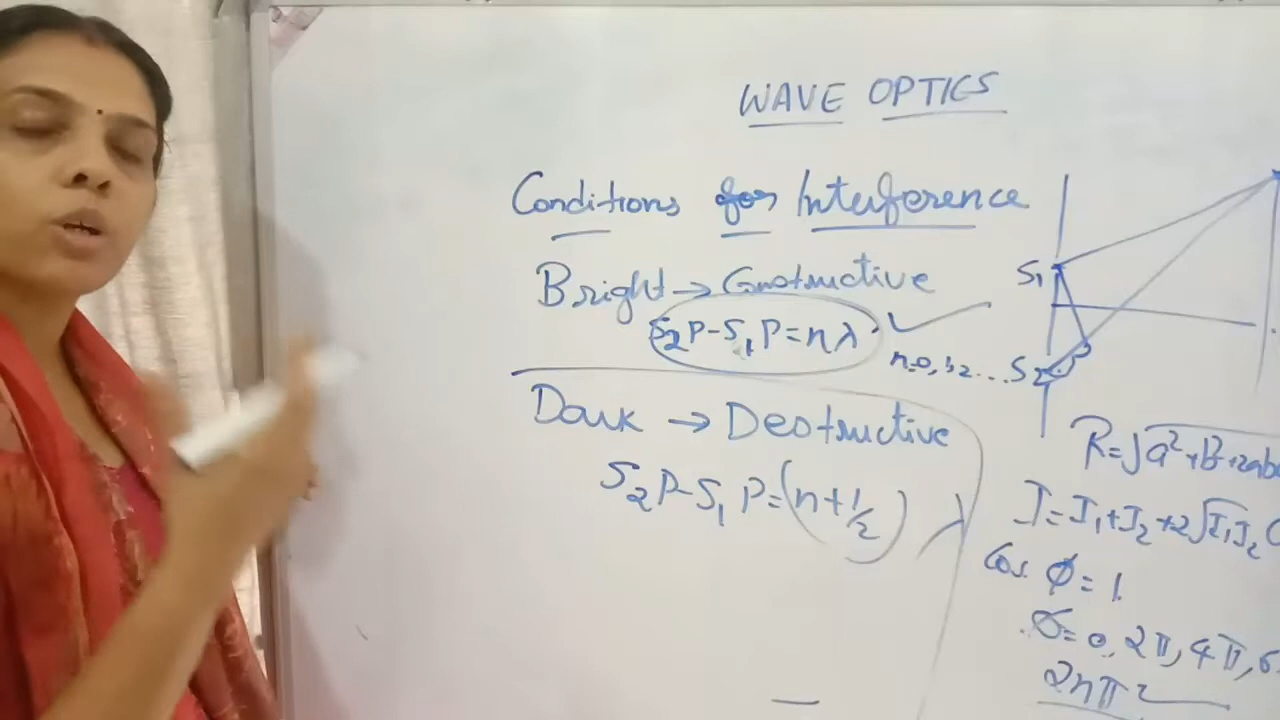 WAVE OPTICS
Conditions for Interference
Bright → Constructive
S₂P-S₁P=nλ
n=0,1,2...
Dark → Destructive
S₂P-S₁P=(n+1/2)λ
S₁
S₂
R=√a²+b²+2ab
I=I₁+I₂+2√I₁I₂ C
Cos Φ=1
Φ=0,2π,4π,6
2nπ